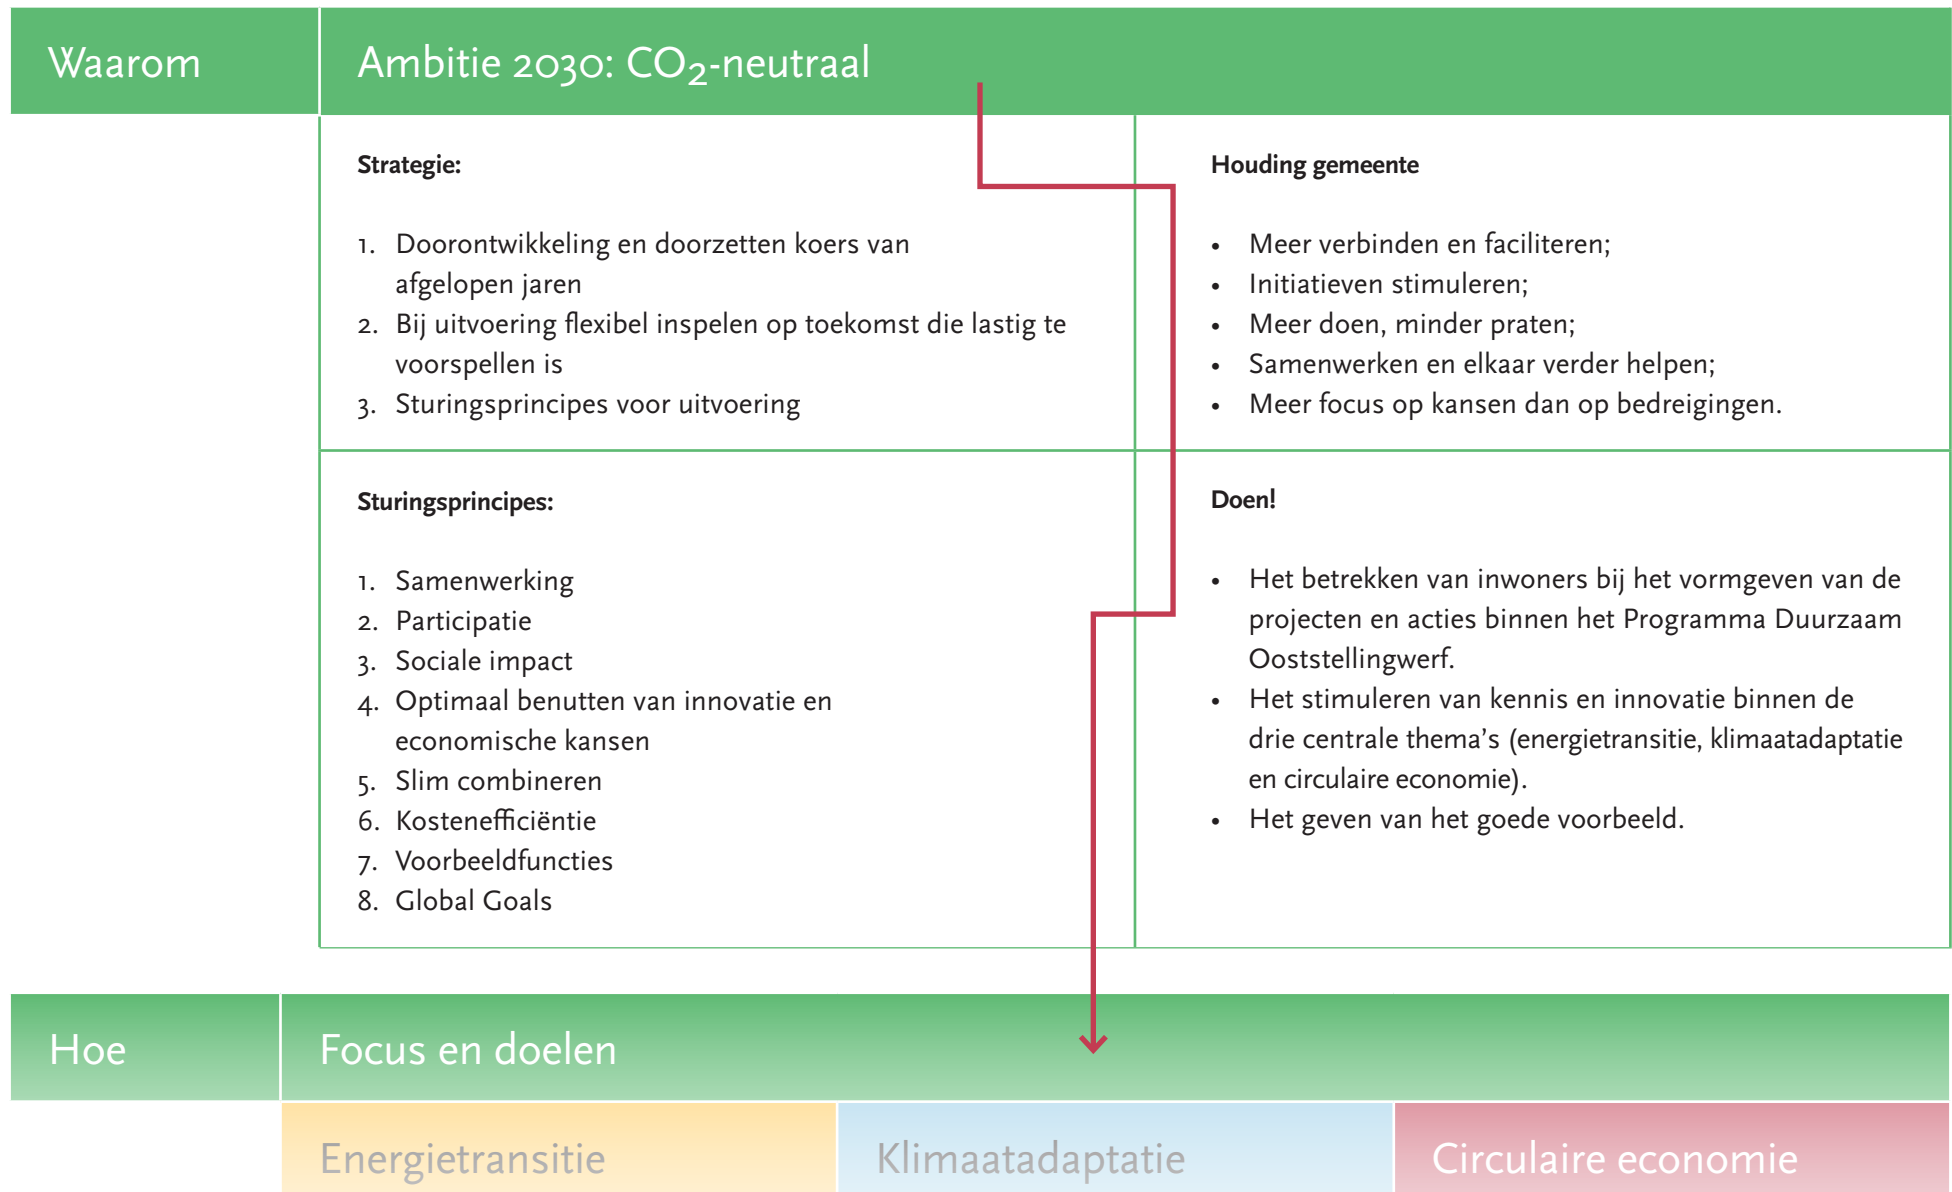 Waarom
Ambitie 2030: CO₂-neutraal
Strategie:
1. Doorontwikkeling en doorzetten koers van
afgelopen jaren
2. Bij uitvoering flexibel inspelen op toekomst die lastig te
voorspellen is
3. Sturingsprincipes voor uitvoering
Houding gemeente
• Meer verbinden en faciliteren;
• Initiatieven stimuleren;
• Meer doen, minder praten;
• Samenwerken en elkaar verder helpen;
• Meer focus op kansen dan op bedreigingen.
Sturingsprincipes:
1. Samenwerking
2. Participatie
3. Sociale impact
4. Optimaal benutten van innovatie en
economische kansen
5. Slim combineren
6. Kostenefficiëntie
7. Voorbeeldfuncties
8. Global Goals
Doen!
• Het betrekken van inwoners bij het vormgeven van de
projecten en acties binnen het Programma Duurzaam
Ooststellingwerf.
• Het stimuleren van kennis en innovatie binnen de
drie centrale thema's (energietransitie, klimaatadaptatie
en circulaire economie).
• Het geven van het goede voorbeeld.
Hoe
Focus en doelen
Energietransitie
Klimaatadaptatie
Circulaire economie